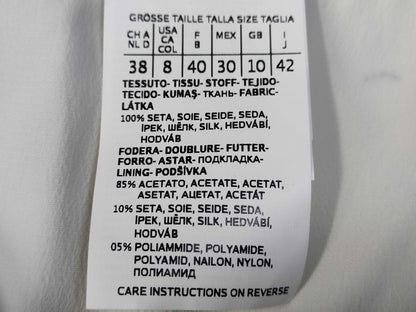 GRÖSSE TAILLE TALLA SIZE TAGLIA
CH A
NL D
USA
CA
COL
F
B
MEX
GB
I
J
38 8 40 30 10 42
TESSUTO- TISSU- STOFF- TEJIDO-
TECIDO- KUMAŞ- ТКАНЬ- FABRIC-
LÁTKA
100% SETA, SOIE, SEIDE, SEDA,
İPEK, ШЁЛК, SILK, HEDVÁBÍ,
HODVÁB
FODERA- DOUBLURE- FUTTER-
FORRO- ASTAR- ПОДКЛАДКА-
LINING- PODŠÍVKA
85% ACETATO, ACETATE, ACETAT,
ASETAT, АЦЕТАТ, ACETÁT
10% SETA, SOIE, SEIDE, SEDA,
İPEK, ШЁЛК, SILK, HEDVÁBÍ,
HODVÁB
05% POLIAMMIDE, POLYAMIDE,
POLYAMID, NAILON, NYLON,
ПОЛИАМИД
CARE INSTRUCTIONS ON REVERSE